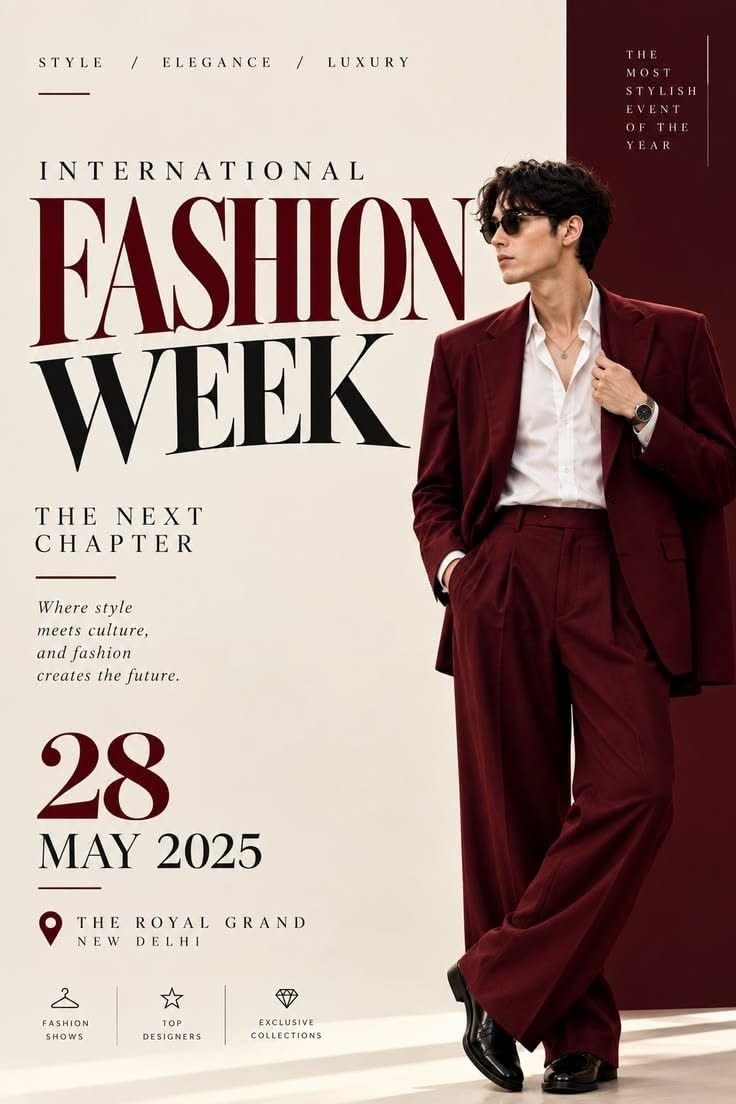 STYLE / ELEGANCE / LUXURY
THE
MOST
STYLISH
EVENT
OF THE
YEAR
INTERNATIONAL
FASHION
WEEK
THE NEXT
CHAPTER
Where style
meets culture,
and fashion
creates the future.
28
MAY 2025
THE ROYAL GRAND
NEW DELHI
FASHION
SHOWS
TOP
DESIGNERS
EXCLUSIVE
COLLECTIONS